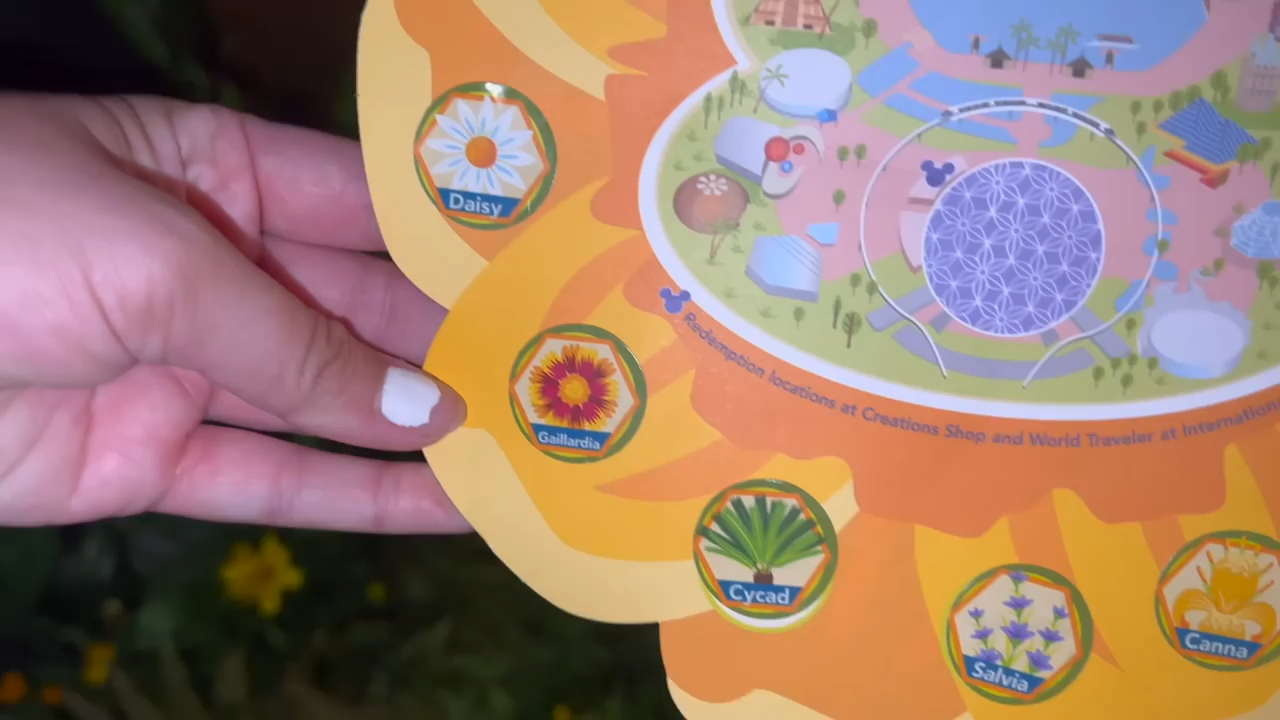 Daisy
Gaillardia
Redemption locations at Creations Shop and World Traveler at International
Cycad
Salvia
Canna